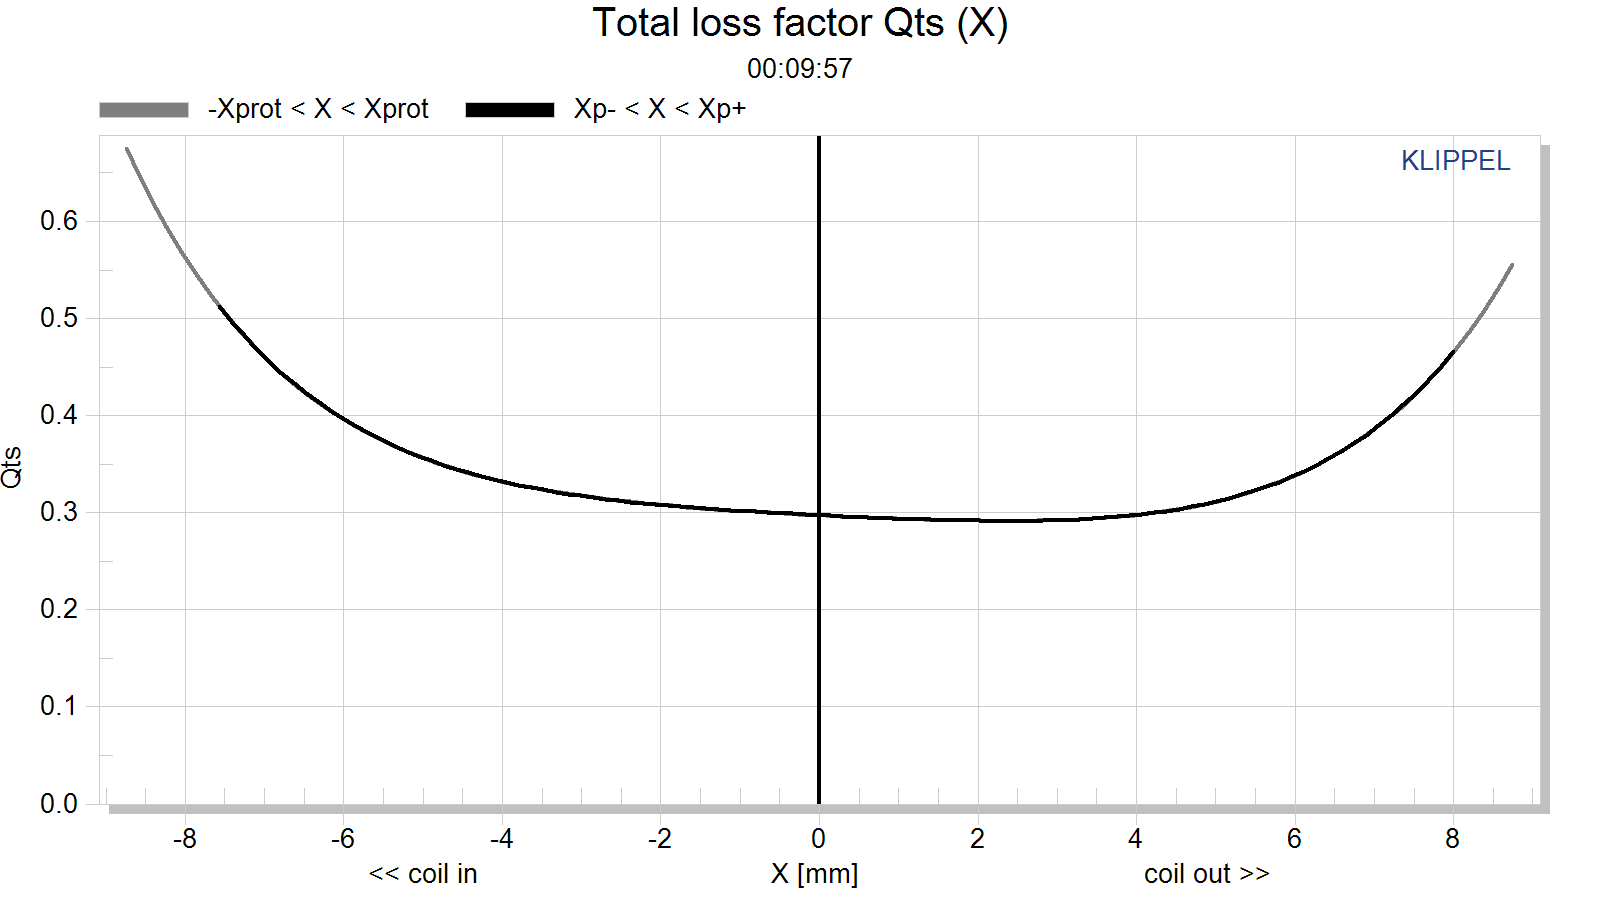 Total loss factor Qts (X)
00:09:57
-Xprot < X < Xprot Xp- < X < Xp+
KLIPPEL
0.6
0.5
0.4
0.3
0.2
0.1
0.0
Qts
-8 -6 -4 -2 0 2 4 6 8
<< coil in X [mm] coil out >>